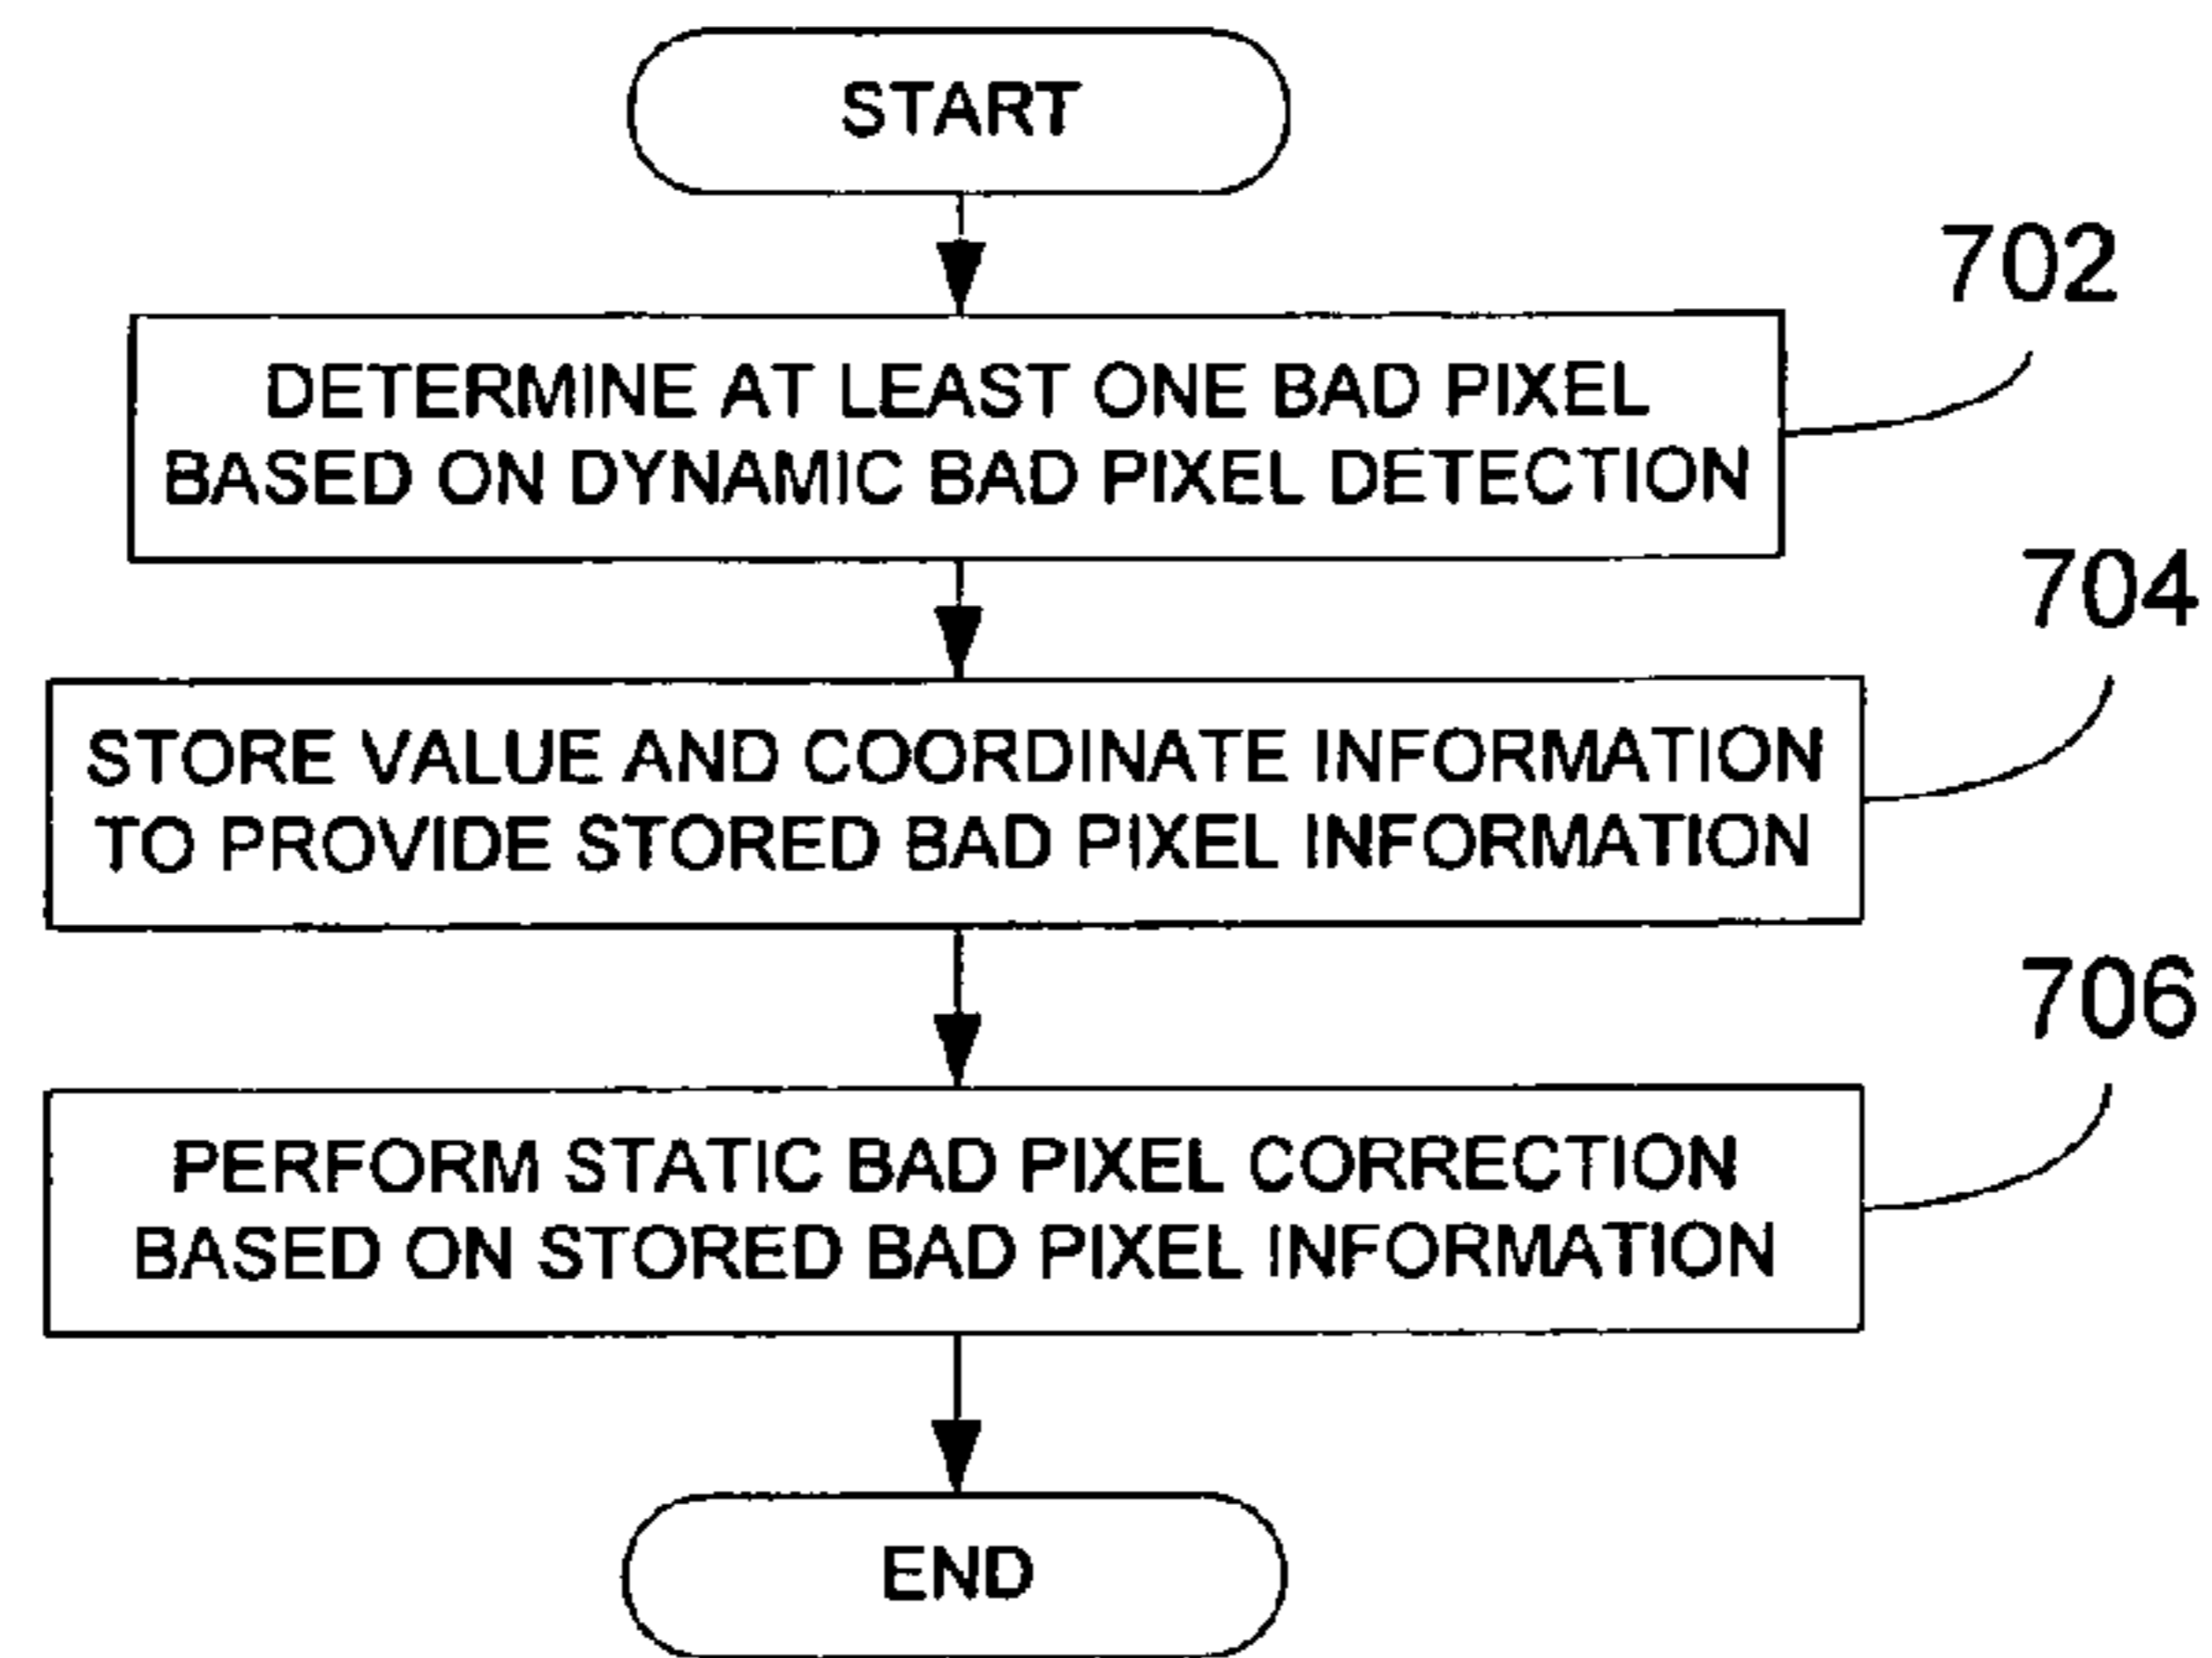 START
702
DETERMINE AT LEAST ONE BAD PIXEL
BASED ON DYNAMIC BAD PIXEL DETECTION
704
STORE VALUE AND COORDINATE INFORMATION
TO PROVIDE STORED BAD PIXEL INFORMATION
706
PERFORM STATIC BAD PIXEL CORRECTION
BASED ON STORED BAD PIXEL INFORMATION
END